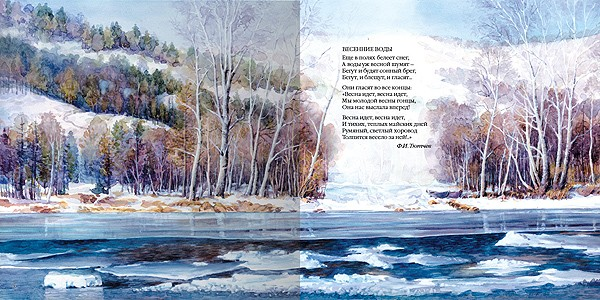 ВЕСЕННИЕ ВОДЫ
Еще в полях белеет снег,
А воды уж весной шумят –
Бегут и будят сонный брег,
Бегут, и блещут, и гласят..
Они гласят во все концы:
«Весна идет, весна идет,
Мы молодой весны гонцы,
Она нас выслала вперед!
Весна идет, весна идет,
И тихих, теплых майских дней
Румяный, светлый хоровод
Толпится весело за ней!..»
Ф.И. Тютчев